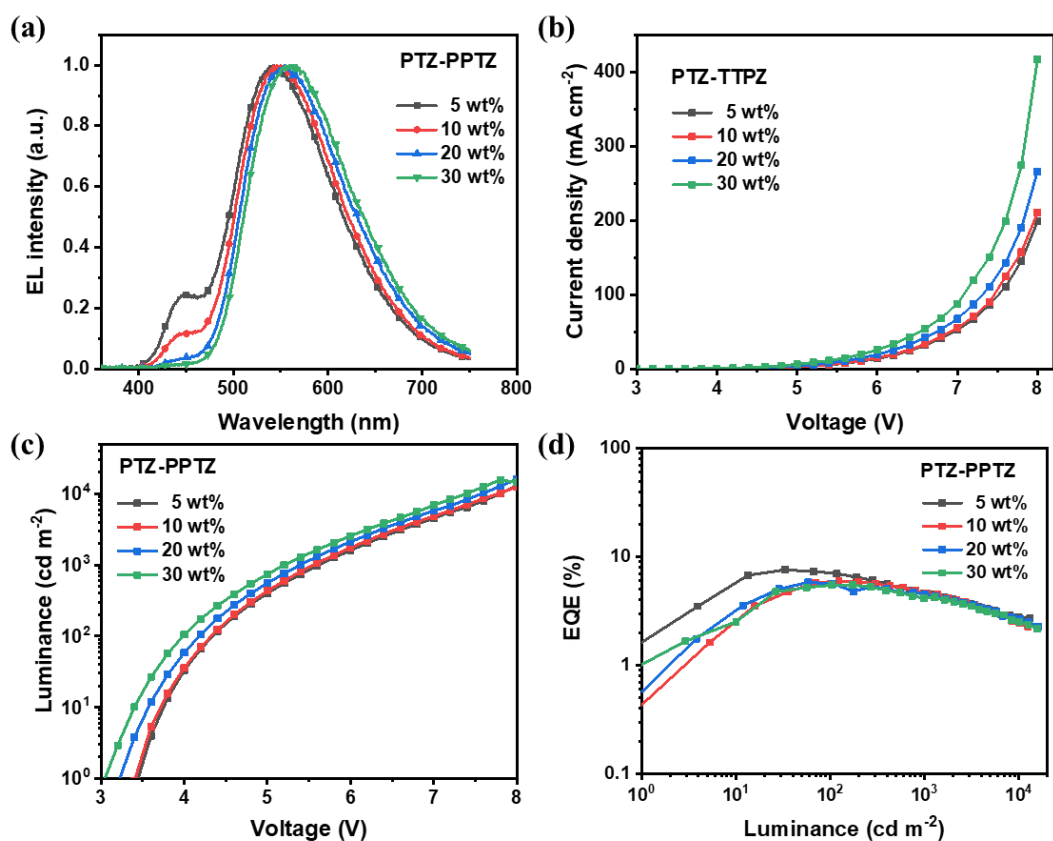 (a)
PTZ-PPTZ
5 wt%
10 wt%
20 wt%
30 wt%
EL intensity (a.u.)
1.0
0.8
0.6
0.4
0.2
0.0
400 500 600 700 800
Wavelength (nm)
(b)
PTZ-TTPZ
5 wt%
10 wt%
20 wt%
30 wt%
Current density (mA cm⁻²)
400
350
300
250
200
150
100
50
0
3 4 5 6 7 8
Voltage (V)
(c)
PTZ-PPTZ
5 wt%
10 wt%
20 wt%
30 wt%
Luminance (cd m⁻²)
10⁴
10³
10²
10¹
10⁰
3 4 5 6 7 8
Voltage (V)
(d)
PTZ-PPTZ
5 wt%
10 wt%
20 wt%
30 wt%
EQE (%)
100
10
1
0.1
10⁰ 10¹ 10² 10³ 10⁴
Luminance (cd m⁻²)